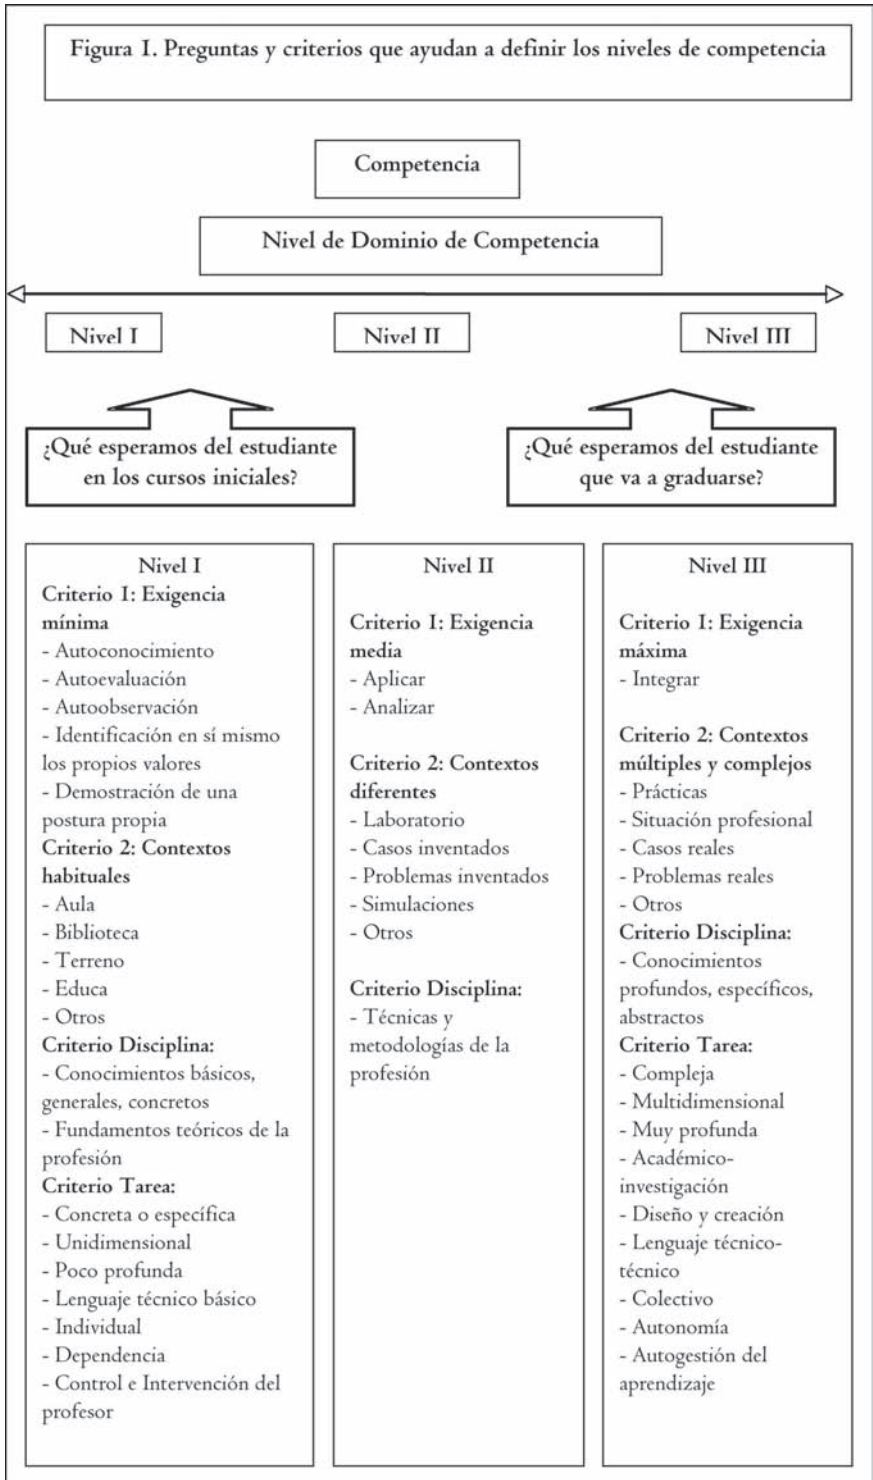 Figura I. Preguntas y criterios que ayudan a definir los niveles de competencia
Competencia
Nivel de Dominio de Competencia
Nivel I
Nivel II
Nivel III
¿Qué esperamos del estudiante
en los cursos iniciales?
¿Qué esperamos del estudiante
que va a graduarse?
Nivel I
Criterio I: Exigencia
mínima
- Autoconocimiento
- Autoevaluación
- Autoobservación
- Identificación en sí mismo
los propios valores
- Demostración de una
postura propia
Criterio 2: Contextos
habituales
- Aula
- Biblioteca
- Terreno
- Educa
- Otros
Criterio Disciplina:
- Conocimientos básicos,
generales, concretos
- Fundamentos teóricos de la
profesión
Criterio Tarea:
- Concreta o específica
- Unidimensional
- Poco profunda
- Lenguaje técnico básico
- Individual
- Dependencia
- Control e Intervención del
profesor
Nivel II
Criterio I: Exigencia
media
- Aplicar
- Analizar
Criterio 2: Contextos
diferentes
- Laboratorio
- Casos inventados
- Problemas inventados
- Simulaciones
- Otros
Criterio Disciplina:
- Técnicas y
metodologías de la
profesión
Nivel III
Criterio I: Exigencia
máxima
- Integrar
Criterio 2: Contextos
múltiples y complejos
- Prácticas
- Situación profesional
- Casos reales
- Problemas reales
- Otros
Criterio Disciplina:
- Conocimientos
profundos, específicos,
abstractos
Criterio Tarea:
- Compleja
- Multidimensional
- Muy profunda
- Académico-
investigación
- Diseño y creación
- Lenguaje técnico-
técnico
- Colectivo
- Autonomía
- Autogestión del
aprendizaje